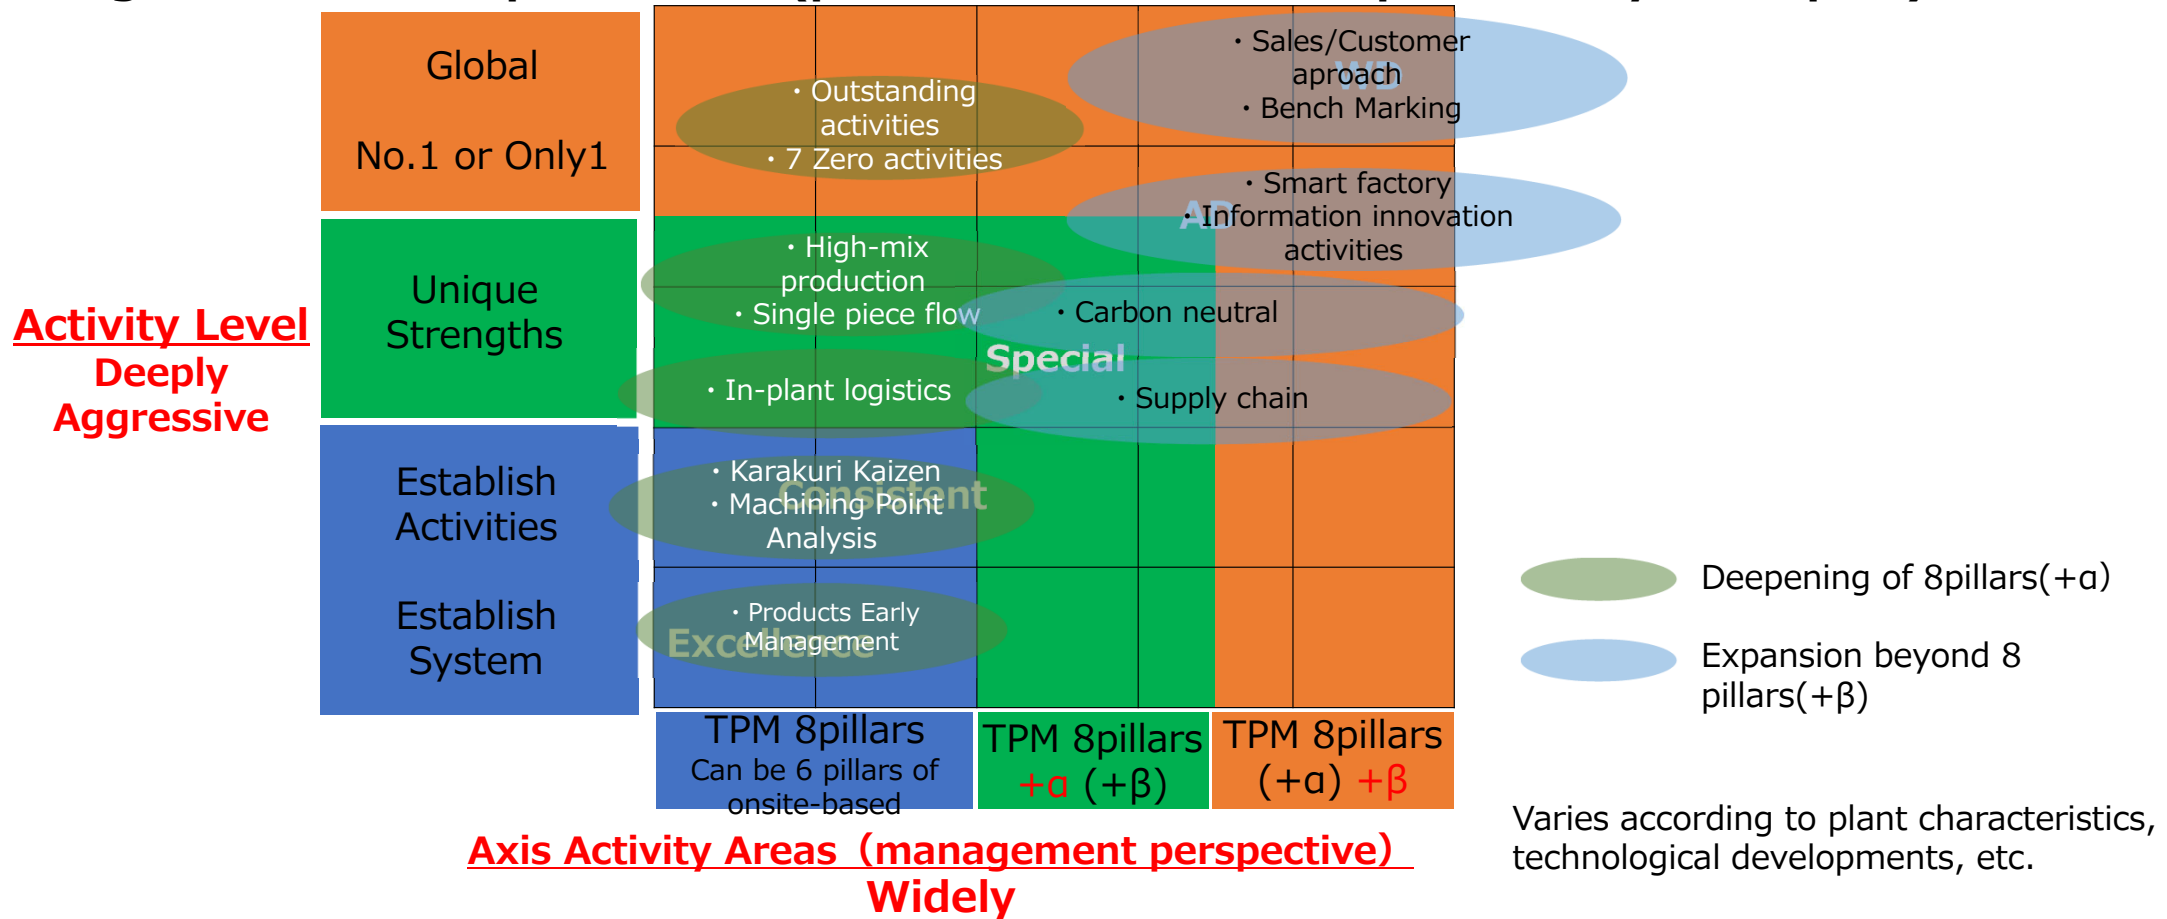 Global
No.1 or Only1
Unique
Strengths
Establish
Activities
Establish
System
Activity Level
Deeply
Aggressive
・Outstanding
activities
・7 Zero activities
・Sales/Customer
aproach
・Bench Marking
WD
・Smart factory
・Information innovation
activities
AD
・High-mix
production
・Single piece flow
・Carbon neutral
Special
・In-plant logistics
・Supply chain
・Karakuri Kaizen
・Machining Point
Analysis
Consistent
・Products Early
Management
Excellence
TPM 8pillars
Can be 6 pillars of
onsite-based
TPM 8pillars
+α (+β)
TPM 8pillars
(+α) +β
Axis Activity Areas（management perspective）
Widely
Deepening of 8pillars(+α）
Expansion beyond 8
pillars(+β)
Varies according to plant characteristics,
technological developments, etc.